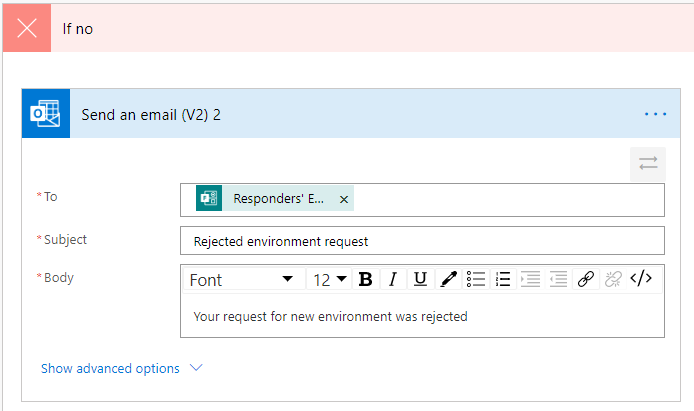 If no
Send an email (V2) 2
*To
Responders' E... ×
*Subject
Rejected environment request
*Body
Font 12 B I U </>
Your request for new environment was rejected
Show advanced options